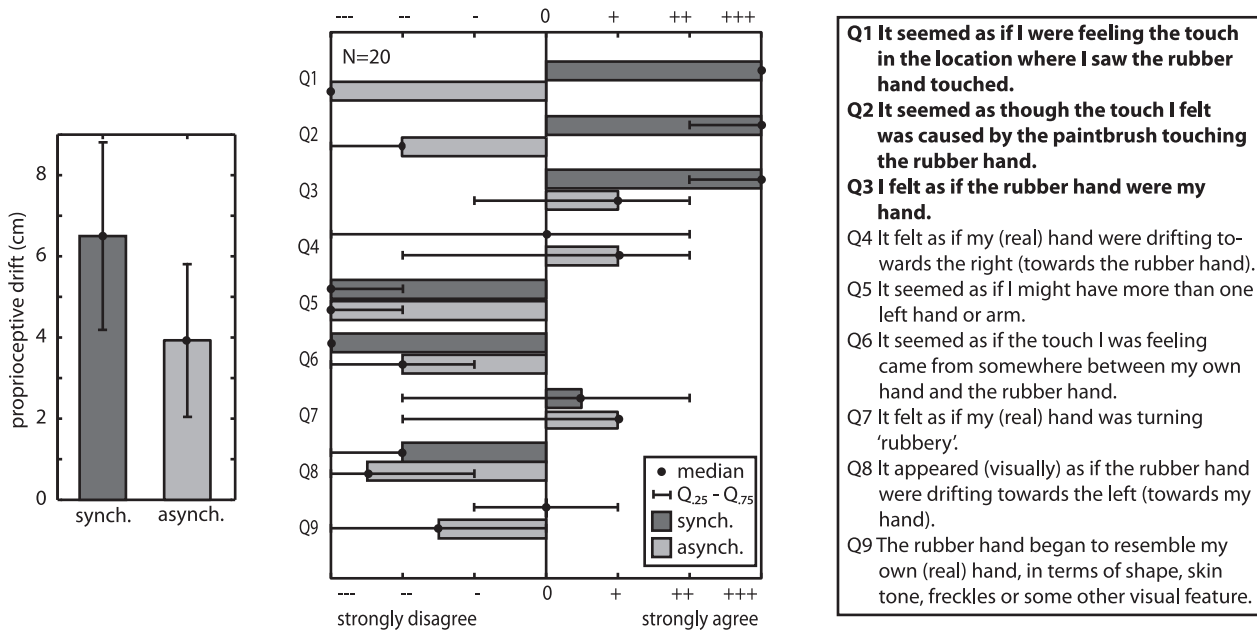 proprioceptive drift (cm)
8
6
4
2
0
synch.
asynch.
--- -- - 0 + ++ +++
N=20
Q1
Q2
Q3
Q4
Q5
Q6
Q7
Q8
Q9
median
Q.25 - Q.75
synch.
asynch.
--- -- - 0 + ++ +++
strongly disagree
strongly agree
Q1 It seemed as if I were feeling the touch
in the location where I saw the rubber
hand touched.
Q2 It seemed as though the touch I felt
was caused by the paintbrush touching
the rubber hand.
Q3 I felt as if the rubber hand were my
hand.
Q4 It felt as if my (real) hand were drifting to-
wards the right (towards the rubber hand).
Q5 It seemed as if I might have more than one
left hand or arm.
Q6 It seemed as if the touch I was feeling
came from somewhere between my own
hand and the rubber hand.
Q7 It felt as if my (real) hand was turning
'rubbery'.
Q8 It appeared (visually) as if the rubber hand
were drifting towards the left (towards my
hand).
Q9 The rubber hand began to resemble my
own (real) hand, in terms of shape, skin
tone, freckles or some other visual feature.